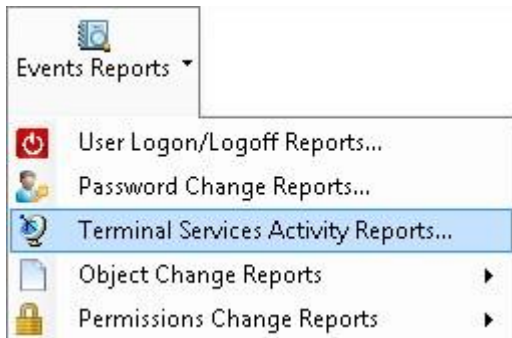 Events Reports
User Logon/Logoff Reports...
Password Change Reports...
Terminal Services Activity Reports...
Object Change Reports
Permissions Change Reports